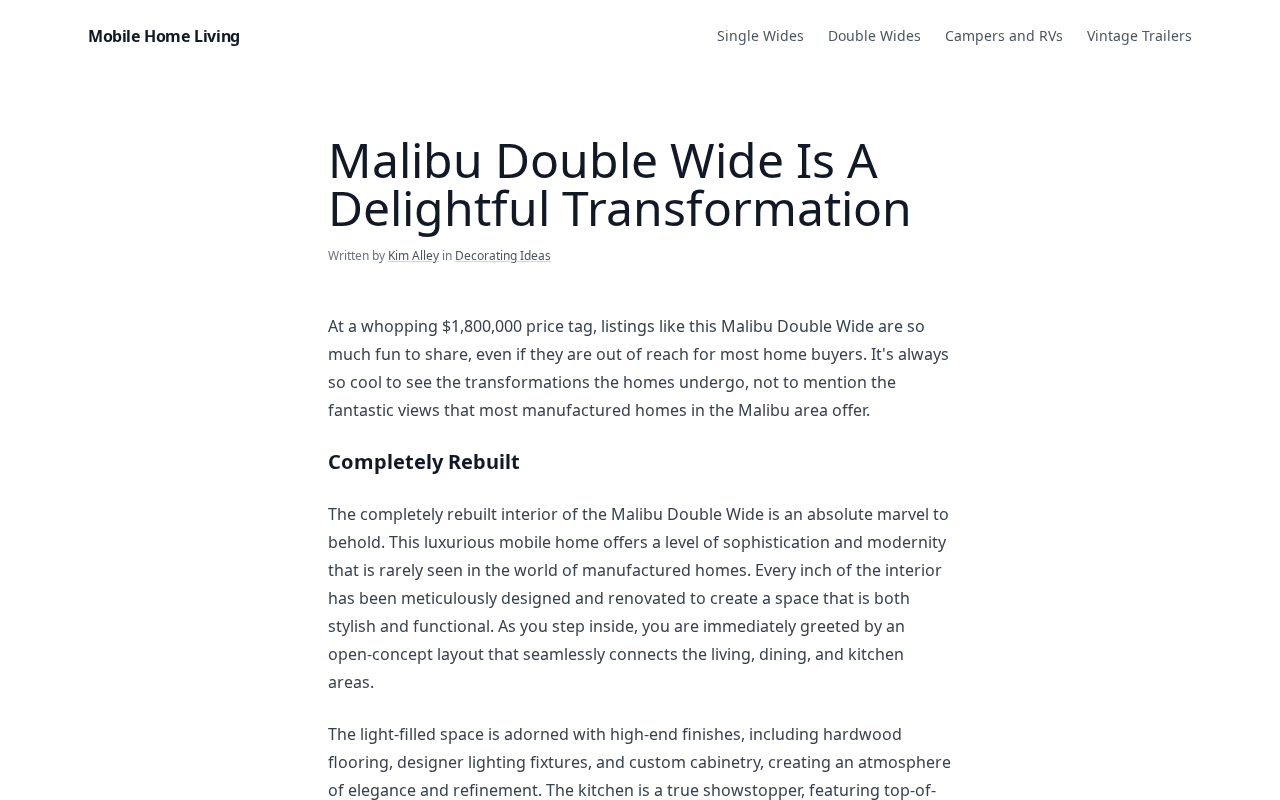 Mobile Home Living
Single Wides
Double Wides
Campers and RVs
Vintage Trailers
Malibu Double Wide Is A
Delightful Transformation
Written by Kim Alley in Decorating Ideas
At a whopping $1,800,000 price tag, listings like this Malibu Double Wide are so
much fun to share, even if they are out of reach for most home buyers. It's always
so cool to see the transformations the homes undergo, not to mention the
fantastic views that most manufactured homes in the Malibu area offer.
Completely Rebuilt
The completely rebuilt interior of the Malibu Double Wide is an absolute marvel to
behold. This luxurious mobile home offers a level of sophistication and modernity
that is rarely seen in the world of manufactured homes. Every inch of the interior
has been meticulously designed and renovated to create a space that is both
stylish and functional. As you step inside, you are immediately greeted by an
open-concept layout that seamlessly connects the living, dining, and kitchen
areas.
The light-filled space is adorned with high-end finishes, including hardwood
flooring, designer lighting fixtures, and custom cabinetry, creating an atmosphere
of elegance and refinement. The kitchen is a true showstopper, featuring top-of-